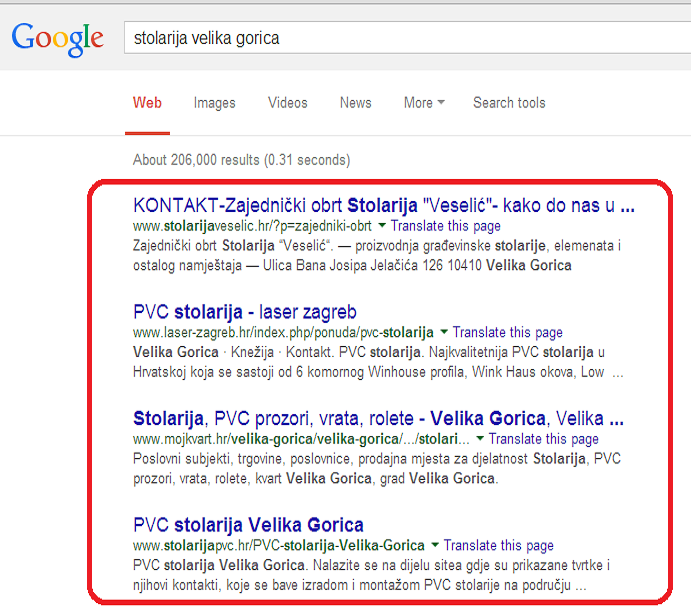 Google
stolarija velika gorica
Web Images Videos News More Search tools
About 206,000 results (0.31 seconds)
KONTAKT-Zajednički obrt Stolarija "Veselić"- kako do nas u ...
www.stolarijaveselic.hr/?p=zajedniki-obrt Translate this page
Zajednički obrt Stolarija “Veselić“. — proizvodnja građevinske stolarije, elemenata i
ostalog namještaja — Ulica Bana Josipa Jelačića 126 10410 Velika Gorica
PVC stolarija - laser zagreb
www.laser-zagreb.hr/index.php/ponuda/pvc-stolarija Translate this page
Velika Gorica · Knežija · Kontakt. PVC stolarija. Najkvalitetnija PVC stolarija u
Hrvatskoj koja se sastoji od 6 komornog Winhouse profila, Wink Haus okova, Low ...
Stolarija, PVC prozori, vrata, rolete - Velika Gorica, Velika ...
www.mojkvart.hr/velika-gorica/velika-gorica/.../stolari... Translate this page
Poslovni subjekti, trgovine, poslovnice, prodajna mjesta za djelatnost Stolarija, PVC
prozori, vrata, rolete, kvart Velika Gorica, grad Velika Gorica.
PVC stolarija Velika Gorica
www.stolarijapvc.hr/PVC-stolarija-Velika-Gorica Translate this page
PVC stolarija Velika Gorica. Nalazite se na dijelu sitea gdje su prikazane tvrtke i
njihovi kontakti, koje se bave izradom i montažom PVC stolarije na području ...